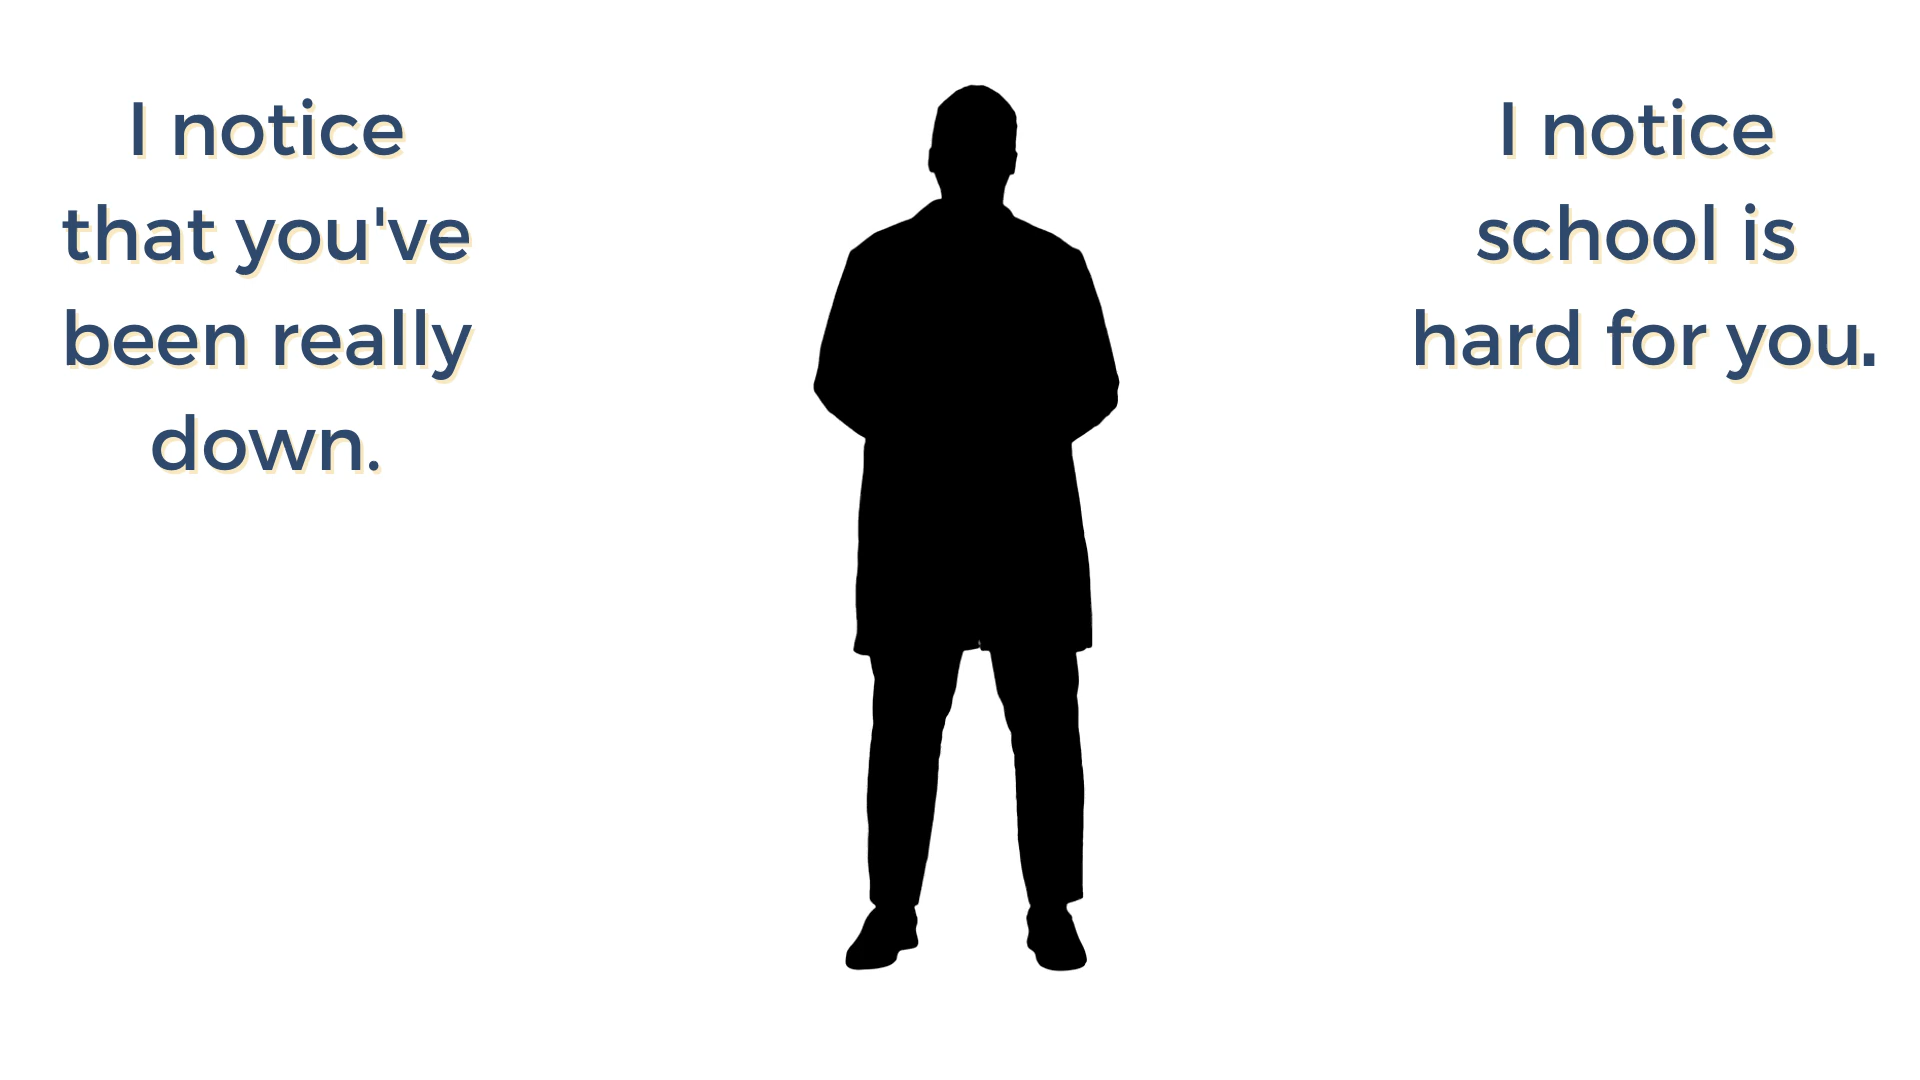 I notice
that you've
been really
down.
I notice
school is
hard for you.